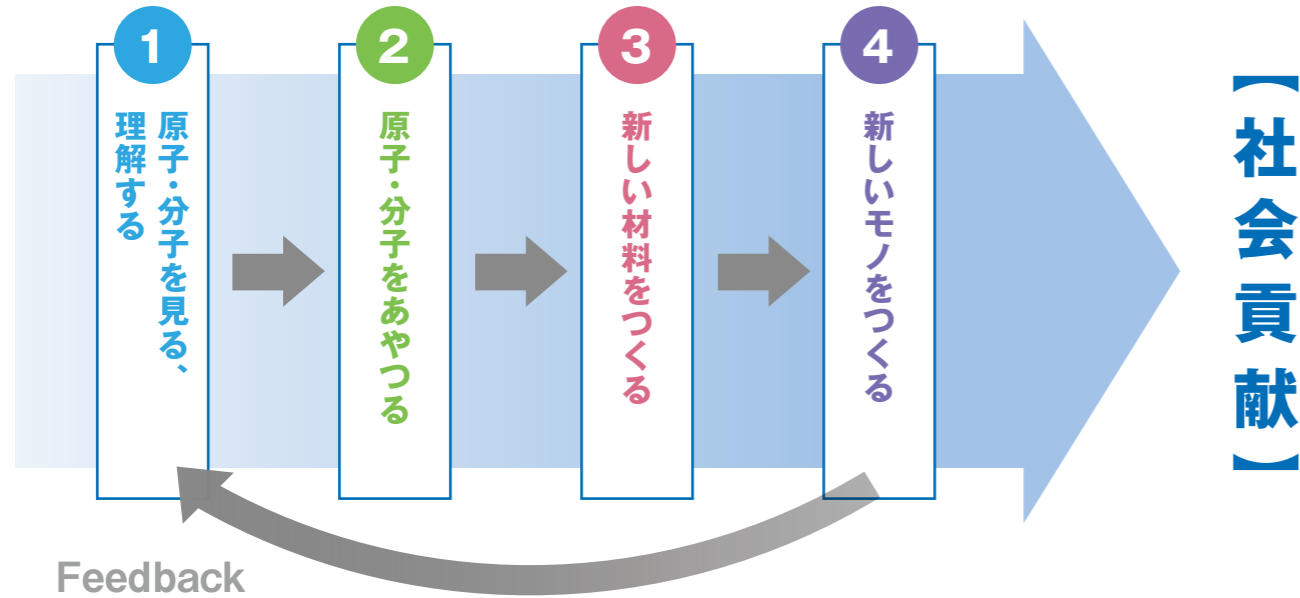 1
原子・分子を見る、
理解する
2
原子・分子をあやつる
3
新しい材料をつくる
4
新しいモノをつくる
【社会貢献】
Feedback